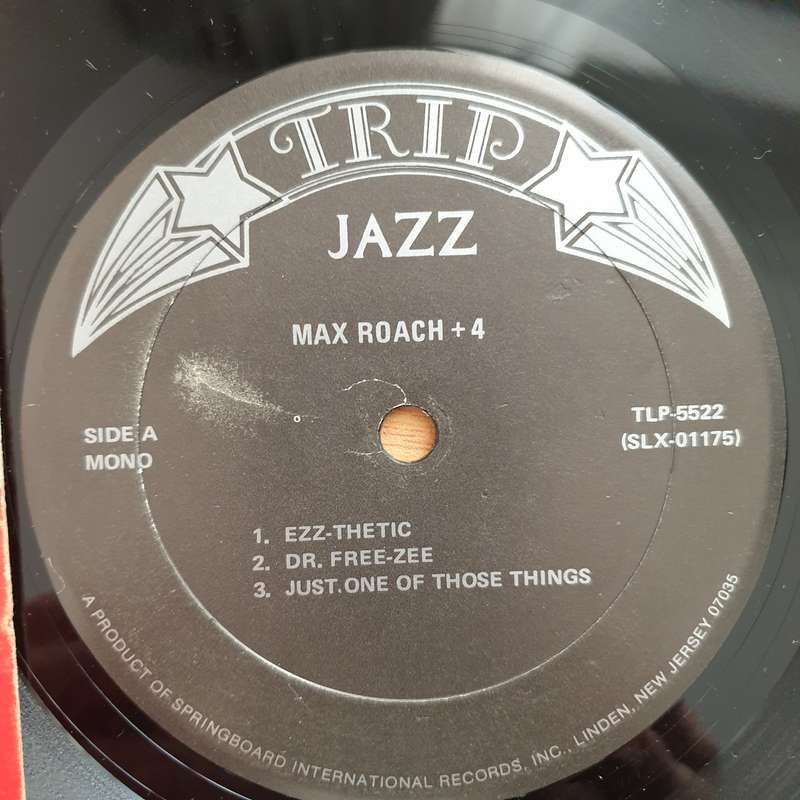 TRIP
JAZZ
MAX ROACH + 4
SIDE A
MONO
TLP-5522
(SLX-01175)
1. EZZ-THETIC
2. DR. FREE-ZEE
3. JUST.ONE OF THOSE THINGS
A PRODUCT OF SPRINGBOARD INTERNATIONAL RECORDS, INC., LINDEN, NEW JERSEY 07035